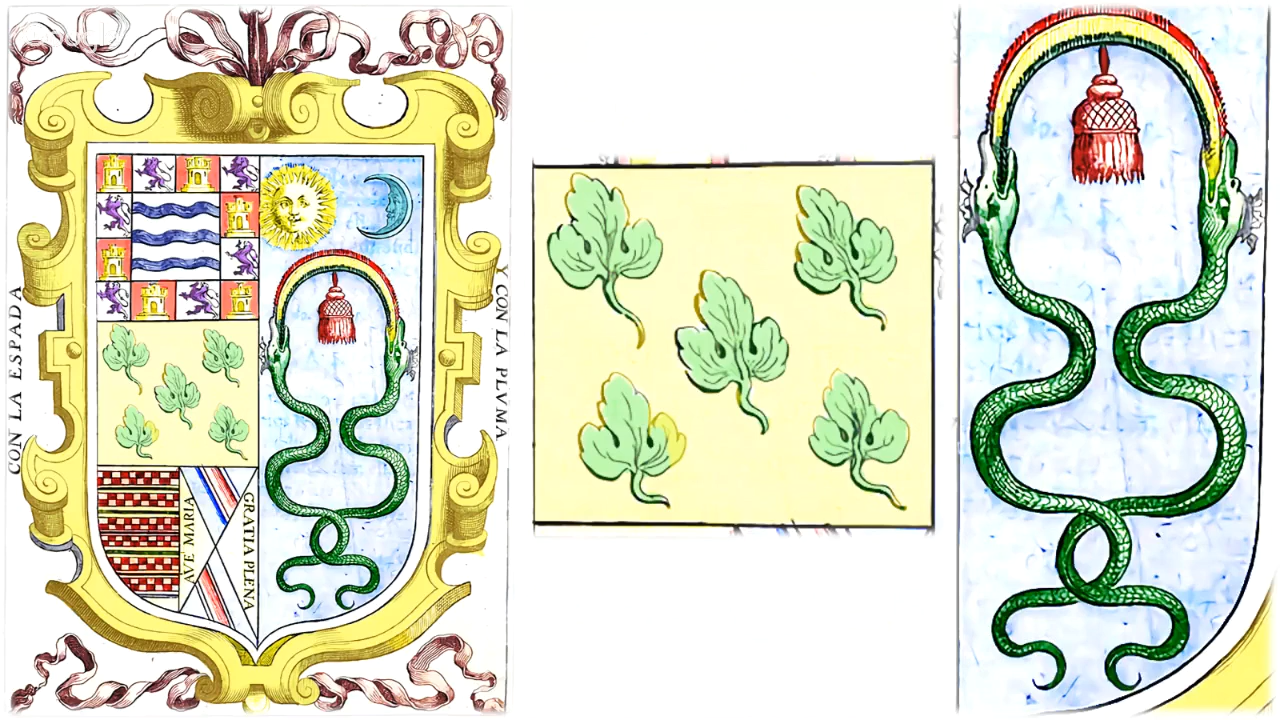 CON LA ESPADA
Y CON LA PLVMA
AVE MARIA
GRATIA PLENA